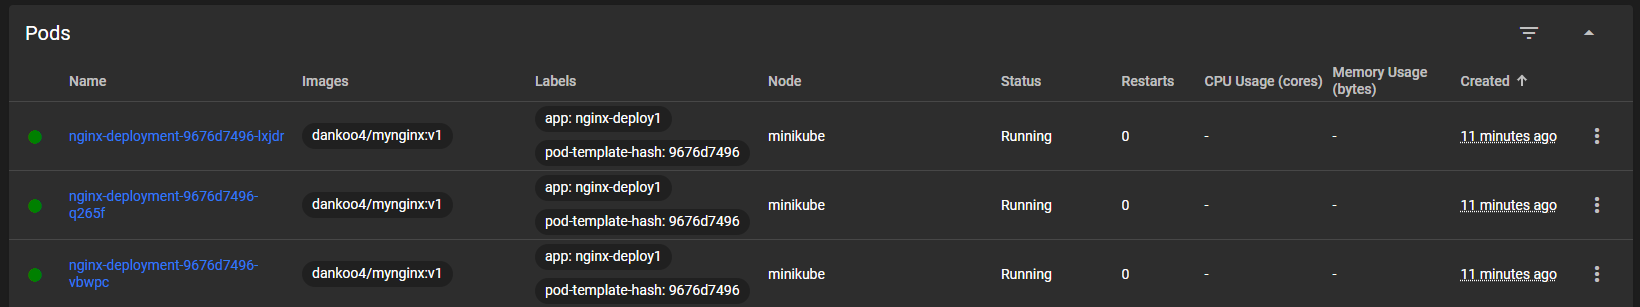 Pods
Name Images Labels Node Status Restarts CPU Usage (cores) Memory Usage (bytes) Created
nginx-deployment-9676d7496-lxjdr dankoo4/mynginx:v1 app: nginx-deploy1 pod-template-hash: 9676d7496 minikube Running 0 - - 11 minutes ago
nginx-deployment-9676d7496-q265f dankoo4/mynginx:v1 app: nginx-deploy1 pod-template-hash: 9676d7496 minikube Running 0 - - 11 minutes ago
nginx-deployment-9676d7496-vbwpc dankoo4/mynginx:v1 app: nginx-deploy1 pod-template-hash: 9676d7496 minikube Running 0 - - 11 minutes ago